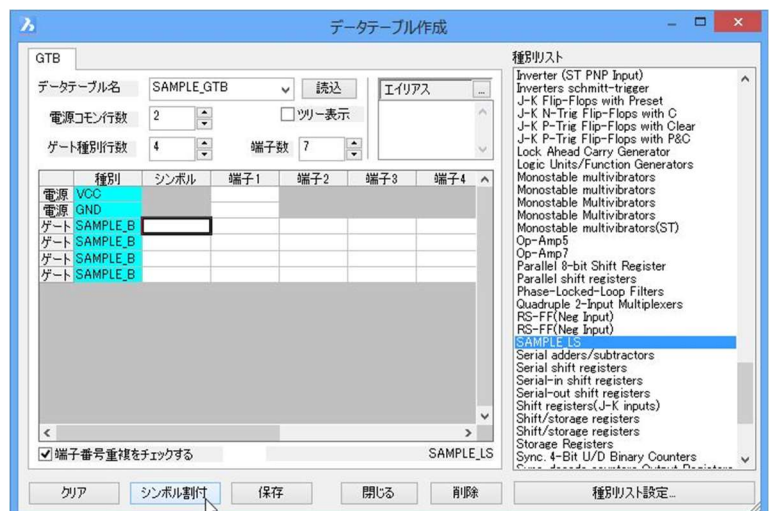 データテーブル作成
GTB
データテーブル名 SAMPLE_GTB 読込 エイリアス ...
電源コモン行数 2 ツリー表示
ゲート種別行数 4 端子数 7
種別 シンボル 端子1 端子2 端子3 端子4
電源 VCC
電源 GND
ゲート SAMPLE_B
ゲート SAMPLE_B
ゲート SAMPLE_B
ゲート SAMPLE_B
端子番号重複をチェックする SAMPLE_LS
クリア シンボル割付 保存 閉じる 削除
種別リスト
Inverter (ST PNP Input)
Inverters schmitt-trigger
J-K Flip-Flops with Preset
J-K N-Trig Flip-Flops with C
J-K P-Trig Flip-Flops with Clear
J-K P-Trig Flip-Flops with P&C
Lock Ahead Carry Generator
Logic Units/Function Generators
Monostable multivibrators
Monostable multivibrators
Monostable Multivibrators
Monostable Multivibrators
Monostable multivibrators(ST)
Op-Amp5
Op-Amp7
Parallel 8-bit Shift Register
Parallel shift registers
Phase-Locked-Loop Filters
Quadruple 2-Input Multiplexers
RS-FF(Neg Input)
RS-FF(Neg Input)
SAMPLE_LS
Serial adders/subtractors
Serial shift registers
Serial-in shift registers
Serial-out shift registers
Shift registers(J-K inputs)
Shift/storage registers
Shift/storage registers
Storage Registers
Sync. 4-Bit U/D Binary Counters
種別リスト設定...